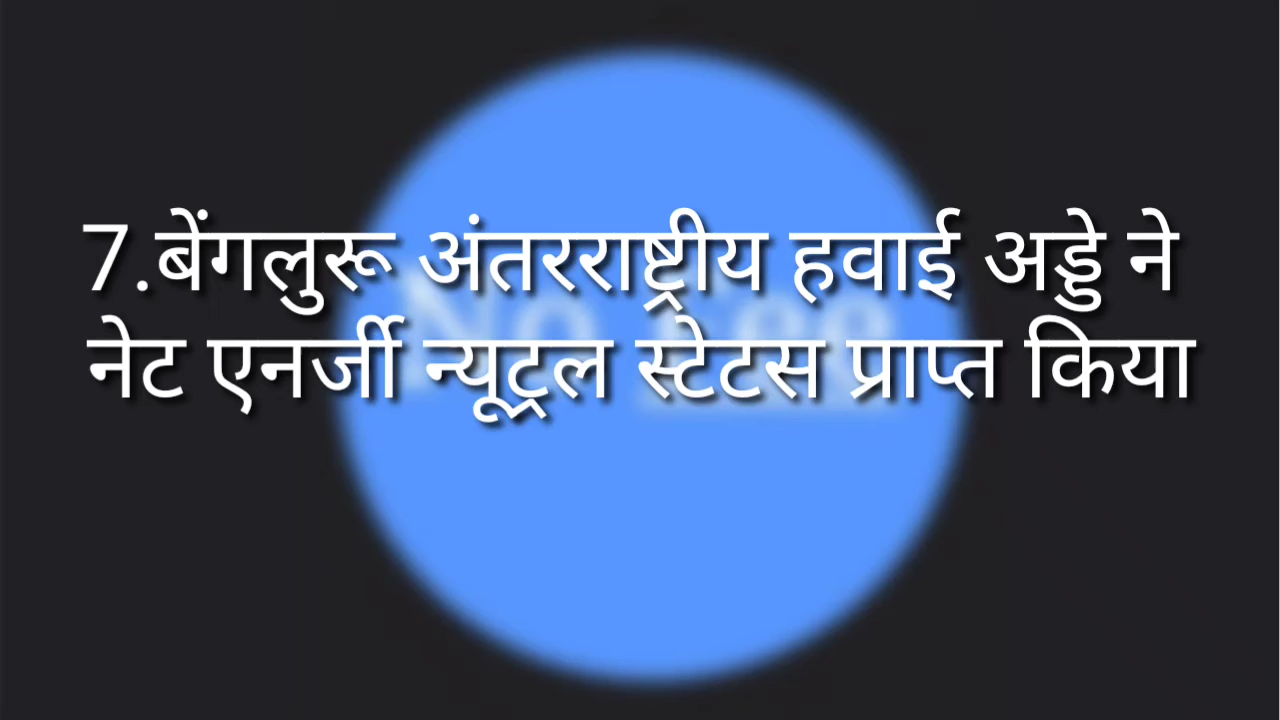 7.बेंगलुरू अंतरराष्ट्रीय हवाई अड्डे ने
नेट एनर्जी न्यूट्रल स्टेटस प्राप्त किया